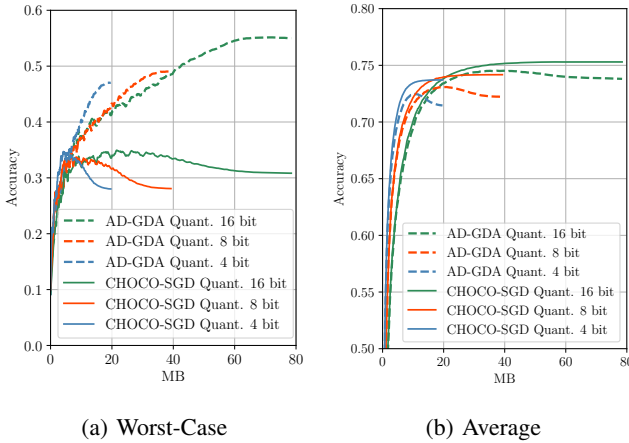 0.6
0.5
0.4
0.3
0.2
0.1
0.0
Accuracy
0
20
40
60
80
MB
AD-GDA Quant. 16 bit
AD-GDA Quant. 8 bit
AD-GDA Quant. 4 bit
CHOCO-SGD Quant. 16 bit
CHOCO-SGD Quant. 8 bit
CHOCO-SGD Quant. 4 bit
(a) Worst-Case
0.80
0.75
0.70
0.65
0.60
0.55
0.50
Accuracy
0
20
40
60
80
MB
AD-GDA Quant. 16 bit
AD-GDA Quant. 8 bit
AD-GDA Quant. 4 bit
CHOCO-SGD Quant. 16 bit
CHOCO-SGD Quant. 8 bit
CHOCO-SGD Quant. 4 bit
(b) Average